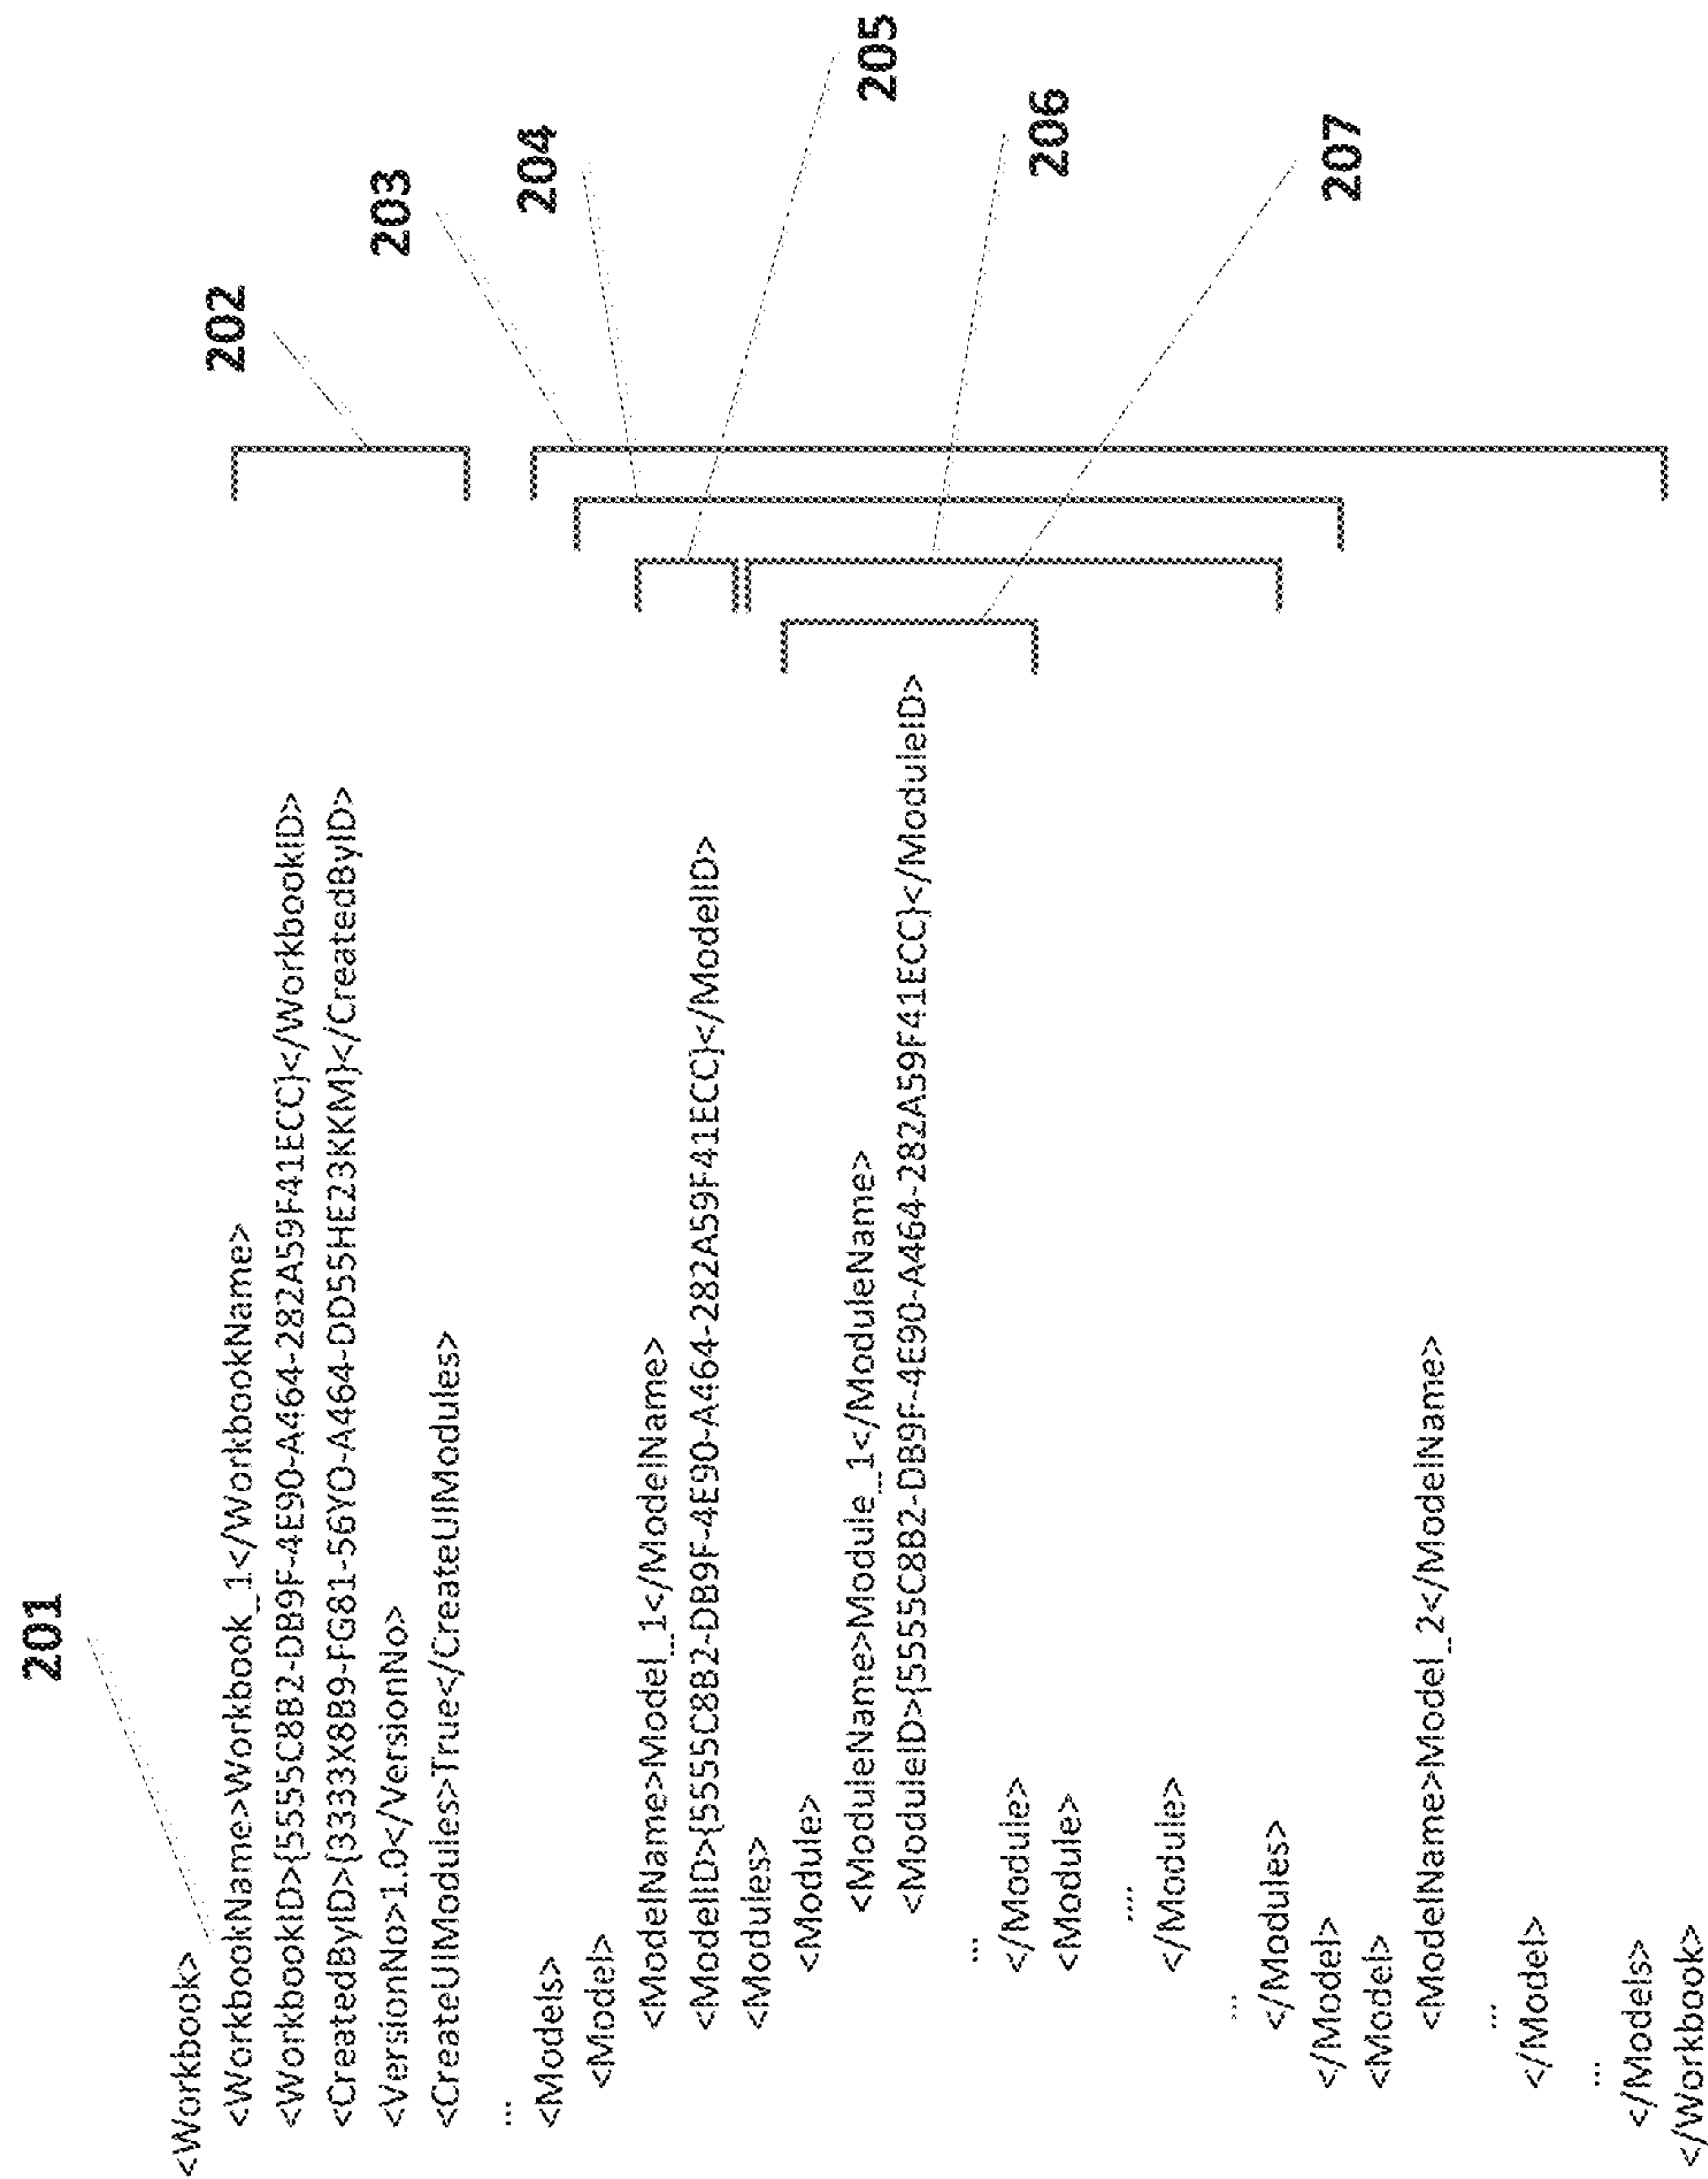 201
202
203
204
205
206
207
<Workbook>
<WorkbookName>Workbook_1</WorkbookName>
<WorkbookID>{555C8B2-DB9F-4E90-A464-282A59F41ECC}</WorkbookID>
<CreatedByID>{333X8B9-FG81-56YO-A464-DD55HE23KKM}</CreatedByID>
<VersionNo>1.0</VersionNo>
<CreateUIModules>True</CreateUIModules>
...
<Models>
<Model>
<ModelName>Model_1</ModelName>
<ModelID>{555C8B2-DB9F-4E90-A464-282A59F41ECC}</ModelID>
<Modules>
<Module>
<ModuleName>Module_1</ModuleName>
<ModuleID>{555C8B2-DB9F-4E90-A464-282A59F41ECC}</ModuleID>
...
</Module>
<Module>
....
</Module>
...
</Modules>
</Model>
<Model>
<ModelName>Model_2</ModelName>
...
</Model>
...
</Models>
</Workbook>